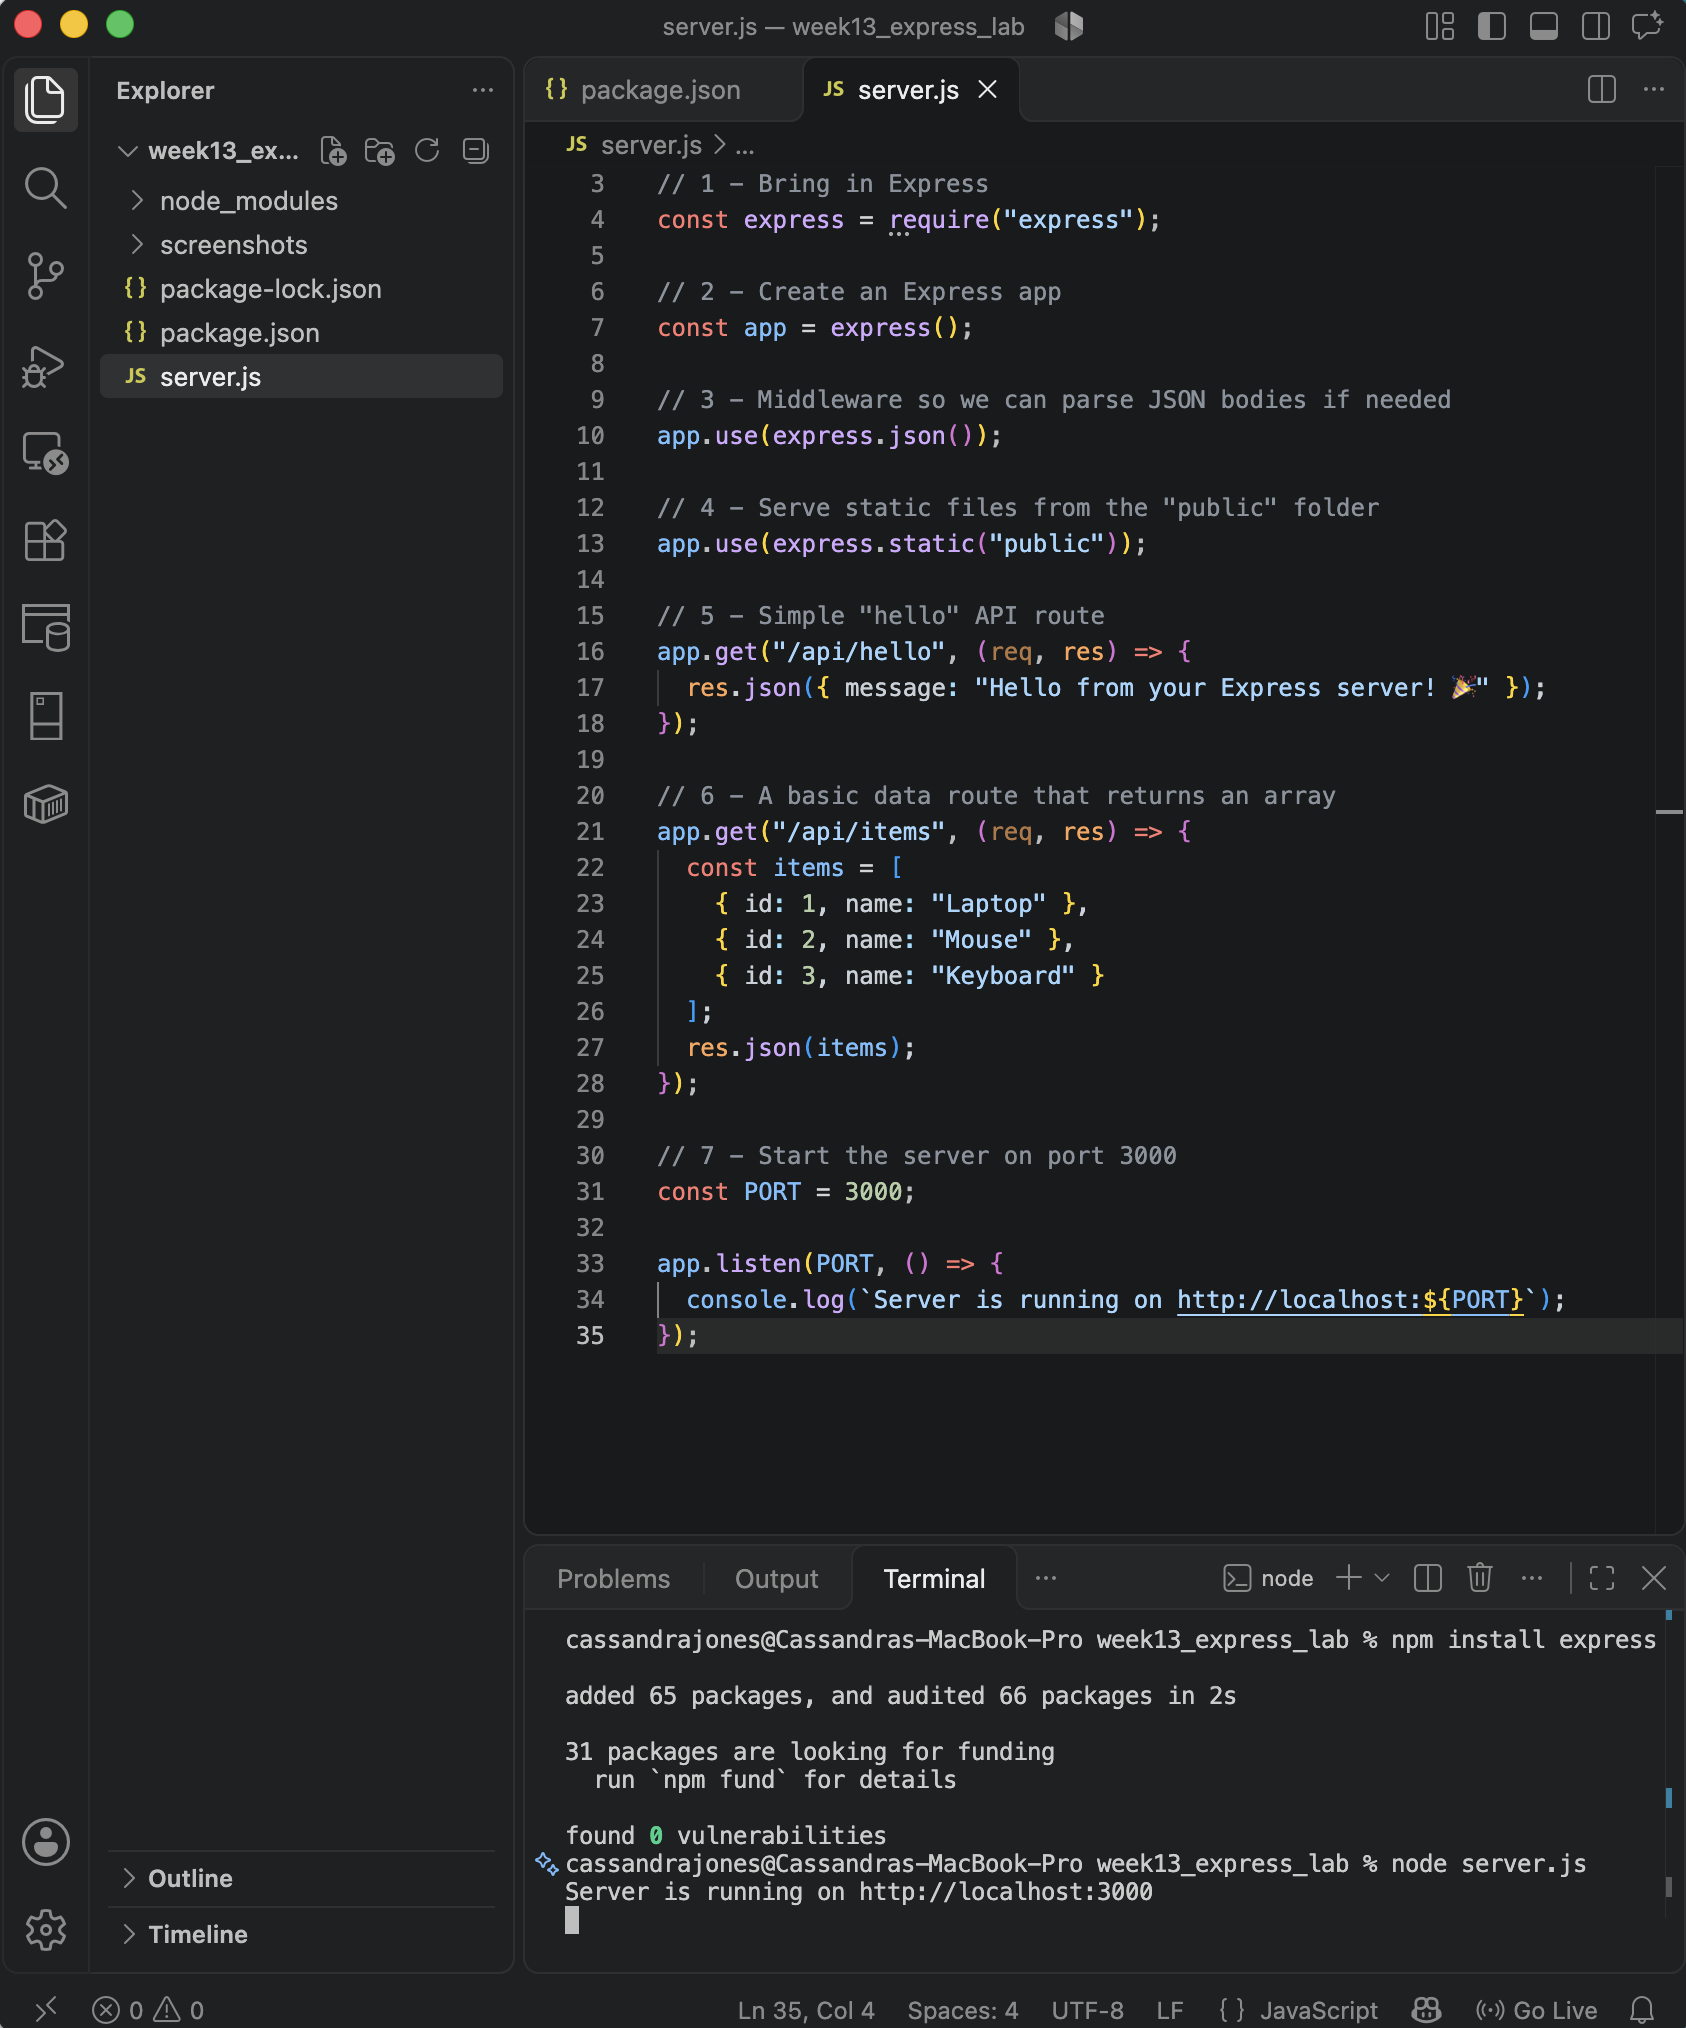 server.js — week13_express_lab
Explorer
week13_ex...
node_modules
screenshots
{} package-lock.json
{} package.json
JS server.js
Outline
Timeline
{} package.json
JS server.js
JS server.js > ...
3 // 1 – Bring in Express
4 const express = require("express");
5
6 // 2 – Create an Express app
7 const app = express();
8
9 // 3 – Middleware so we can parse JSON bodies if needed
10 app.use(express.json());
11
12 // 4 – Serve static files from the "public" folder
13 app.use(express.static("public"));
14
15 // 5 – Simple "hello" API route
16 app.get("/api/hello", (req, res) => {
17 res.json({ message: "Hello from your Express server! 🎉" });
18 });
19
20 // 6 – A basic data route that returns an array
21 app.get("/api/items", (req, res) => {
22 const items = [
23 { id: 1, name: "Laptop" },
24 { id: 2, name: "Mouse" },
25 { id: 3, name: "Keyboard" }
26 ];
27 res.json(items);
28 });
29
30 // 7 – Start the server on port 3000
31 const PORT = 3000;
32
33 app.listen(PORT, () => {
34 console.log(`Server is running on http://localhost:${PORT}`);
35 });
Problems Output Terminal ... node
cassandrajones@Cassandras-MacBook-Pro week13_express_lab % npm install express
added 65 packages, and audited 66 packages in 2s
31 packages are looking for funding
run `npm fund` for details
found 0 vulnerabilities
cassandrajones@Cassandras-MacBook-Pro week13_express_lab % node server.js
Server is running on http://localhost:3000
0 0 Ln 35, Col 4 Spaces: 4 UTF-8 LF {} JavaScript Go Live